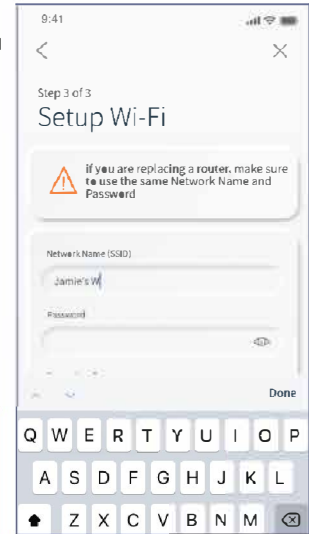 9:41
Step 3 of 3
Setup Wi-Fi
if you are replacing a router, make sure
to use the same Network Name and
Password
Network Name (SSID)
Jamie's W
Password
Done
Q W E R T Y U I O P
A S D F G H J K L
Z X C V B N M